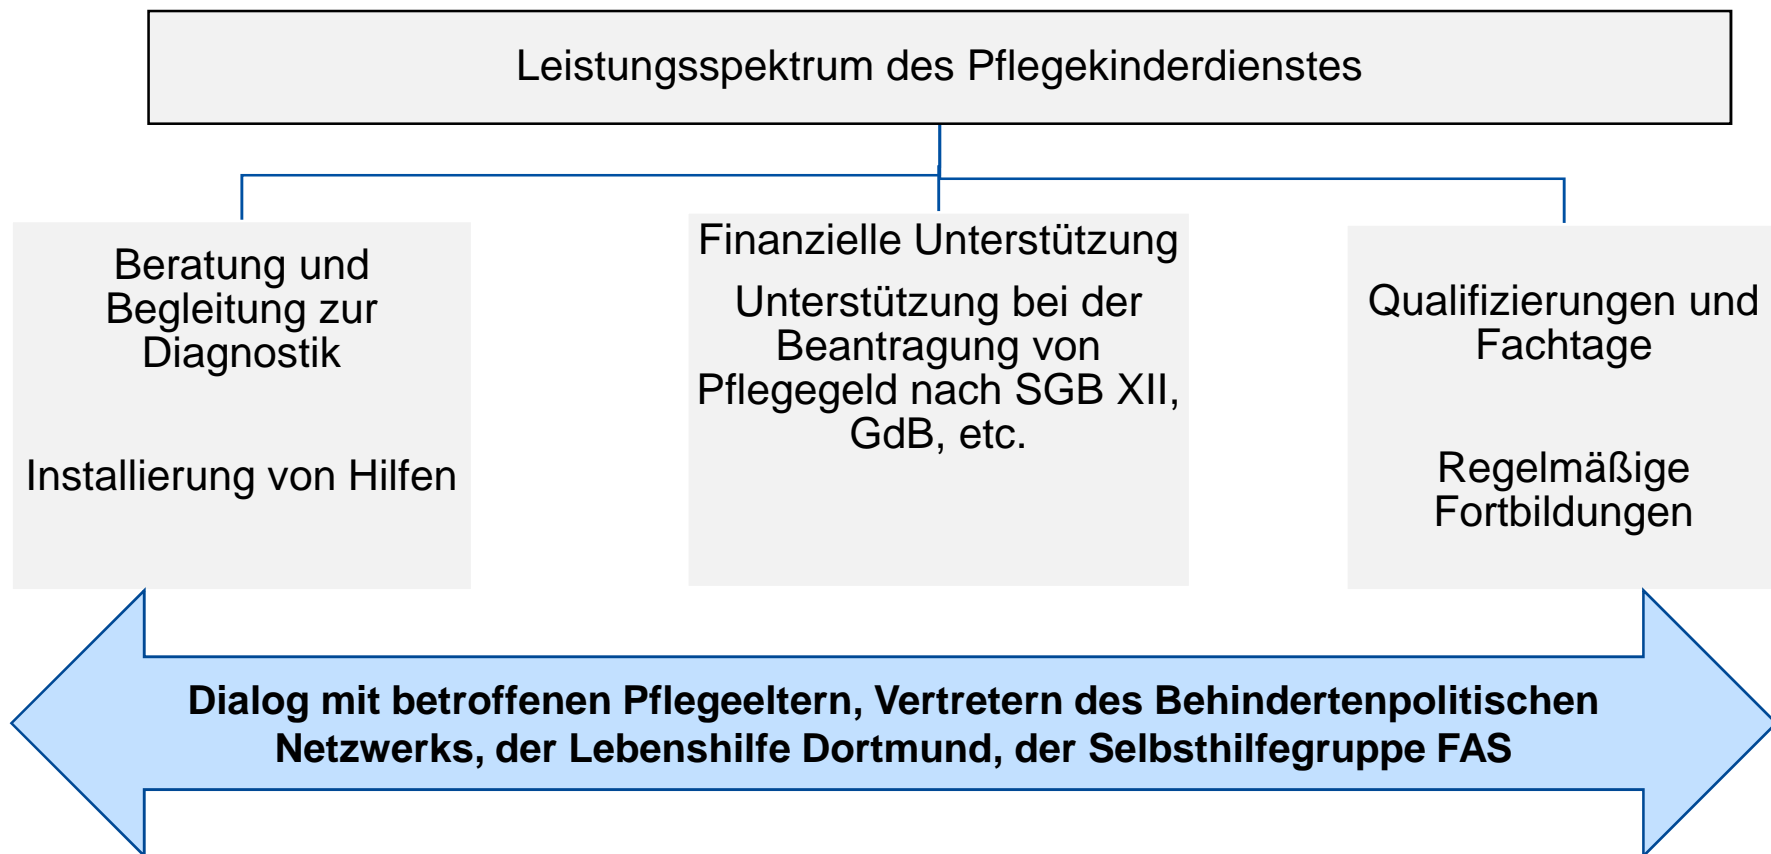 Leistungsspektrum des Pflegekinderdienstes
Beratung und
Begleitung zur
Diagnostik
Installierung von Hilfen
Finanzielle Unterstützung
Unterstützung bei der
Beantragung von
Pflegegeld nach SGB XII,
GdB, etc.
Qualifizierungen und
Fachtage
Regelmäßige
Fortbildungen
Dialog mit betroffenen Pflegeeltern, Vertretern des Behindertenpolitischen
Netzwerks, der Lebenshilfe Dortmund, der Selbsthilfegruppe FAS